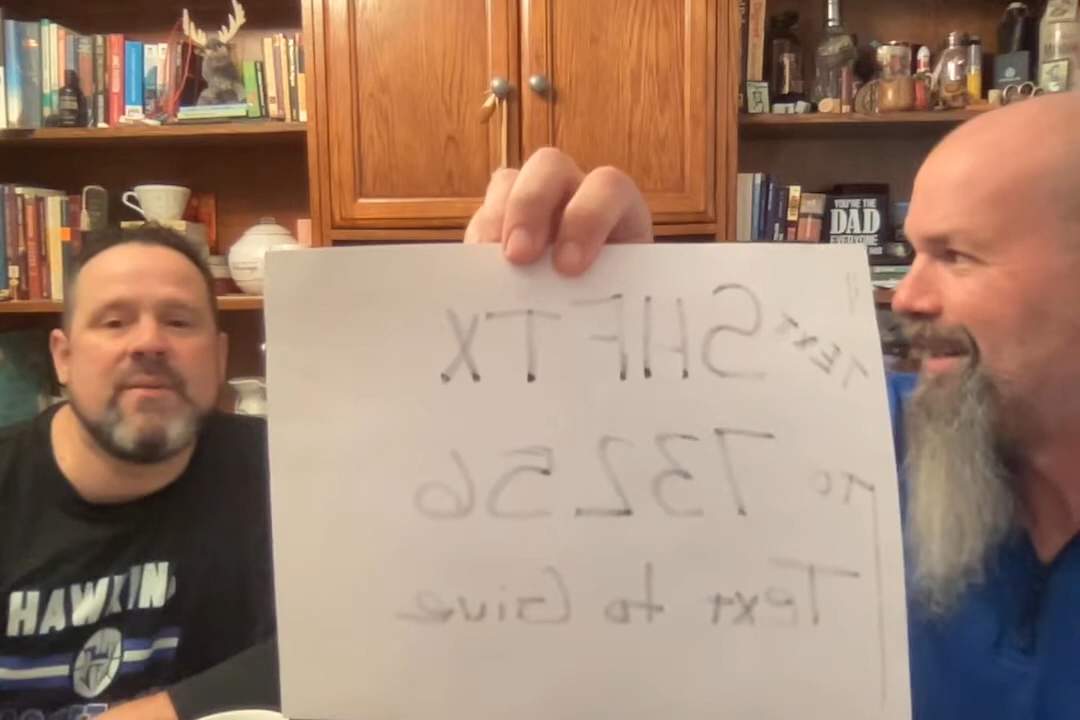 TEXT SHFTX
TO 73256
Text to Give
HAWKIN
YOU'RE THE
DAD